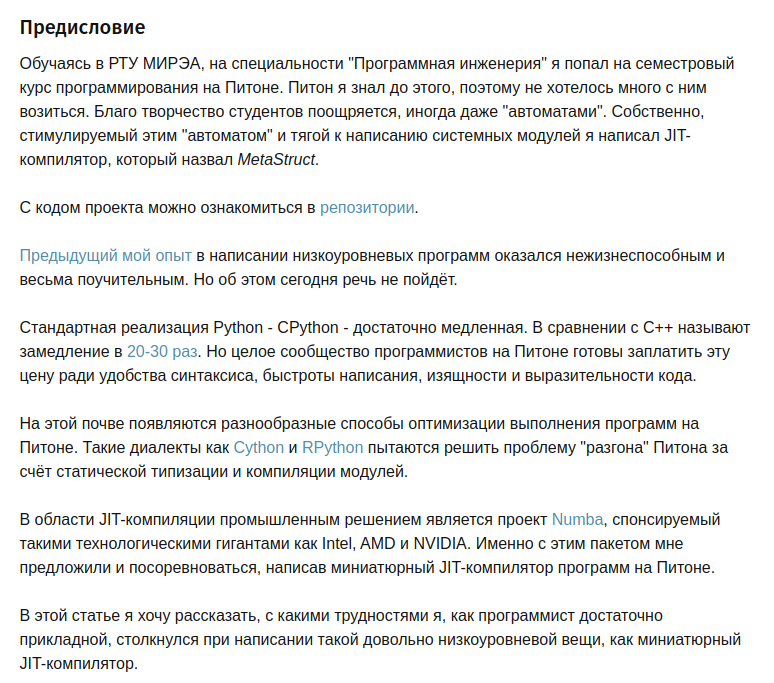 Предисловие
Обучаясь в РТУ МИРЭА, на специальности "Программная инженерия" я попал на семестровый
курс программирования на Питоне. Питон я знал до этого, поэтому не хотелось много с ним
возиться. Благо творчество студентов поощряется, иногда даже "автоматами". Собственно,
стимулируемый этим "автоматом" и тягой к написанию системных модулей я написал JIT-
компилятор, который назвал MetaStruct.
С кодом проекта можно ознакомиться в репозитории.
Предыдущий мой опыт в написании низкоуровневых программ оказался нежизнеспособным и
весьма поучительным. Но об этом сегодня речь не пойдёт.
Стандартная реализация Python - CPython - достаточно медленная. В сравнении с C++ называют
замедление в 20-30 раз. Но целое сообщество программистов на Питоне готовы заплатить эту
цену ради удобства синтаксиса, быстроты написания, изящности и выразительности кода.
На этой почве появляются разнообразные способы оптимизации выполнения программ на
Питоне. Такие диалекты как Cython и RPython пытаются решить проблему "разгона" Питона за
счёт статической типизации и компиляции модулей.
В области JIT-компиляции промышленным решением является проект Numba, спонсируемый
такими технологическими гигантами как Intel, AMD и NVIDIA. Именно с этим пакетом мне
предложили и посоревноваться, написав миниатюрный JIT-компилятор программ на Питоне.
В этой статье я хочу рассказать, с какими трудностями я, как программист достаточно
прикладной, столкнулся при написании такой довольно низкоуровневой вещи, как миниатюрный
JIT-компилятор.